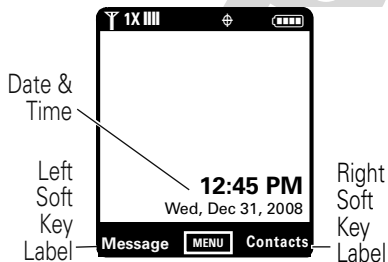 1X
Date &
Time
12:45 PM
Wed, Dec 31, 2008
Left
Soft
Key
Label
Message MENU Contacts
Right
Soft
Key
Label